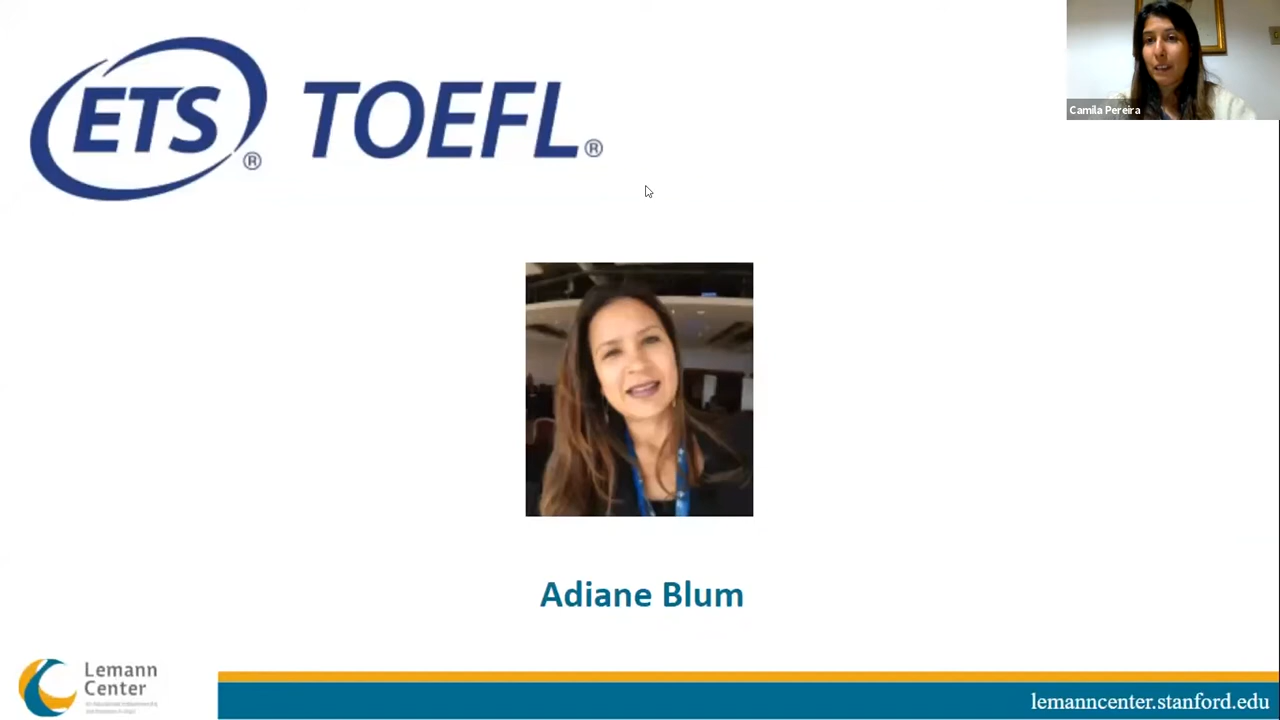 ETS® TOEFL®
Camila Pereira
Adiane Blum
Lemann
Center
lemanncenter.stanford.edu